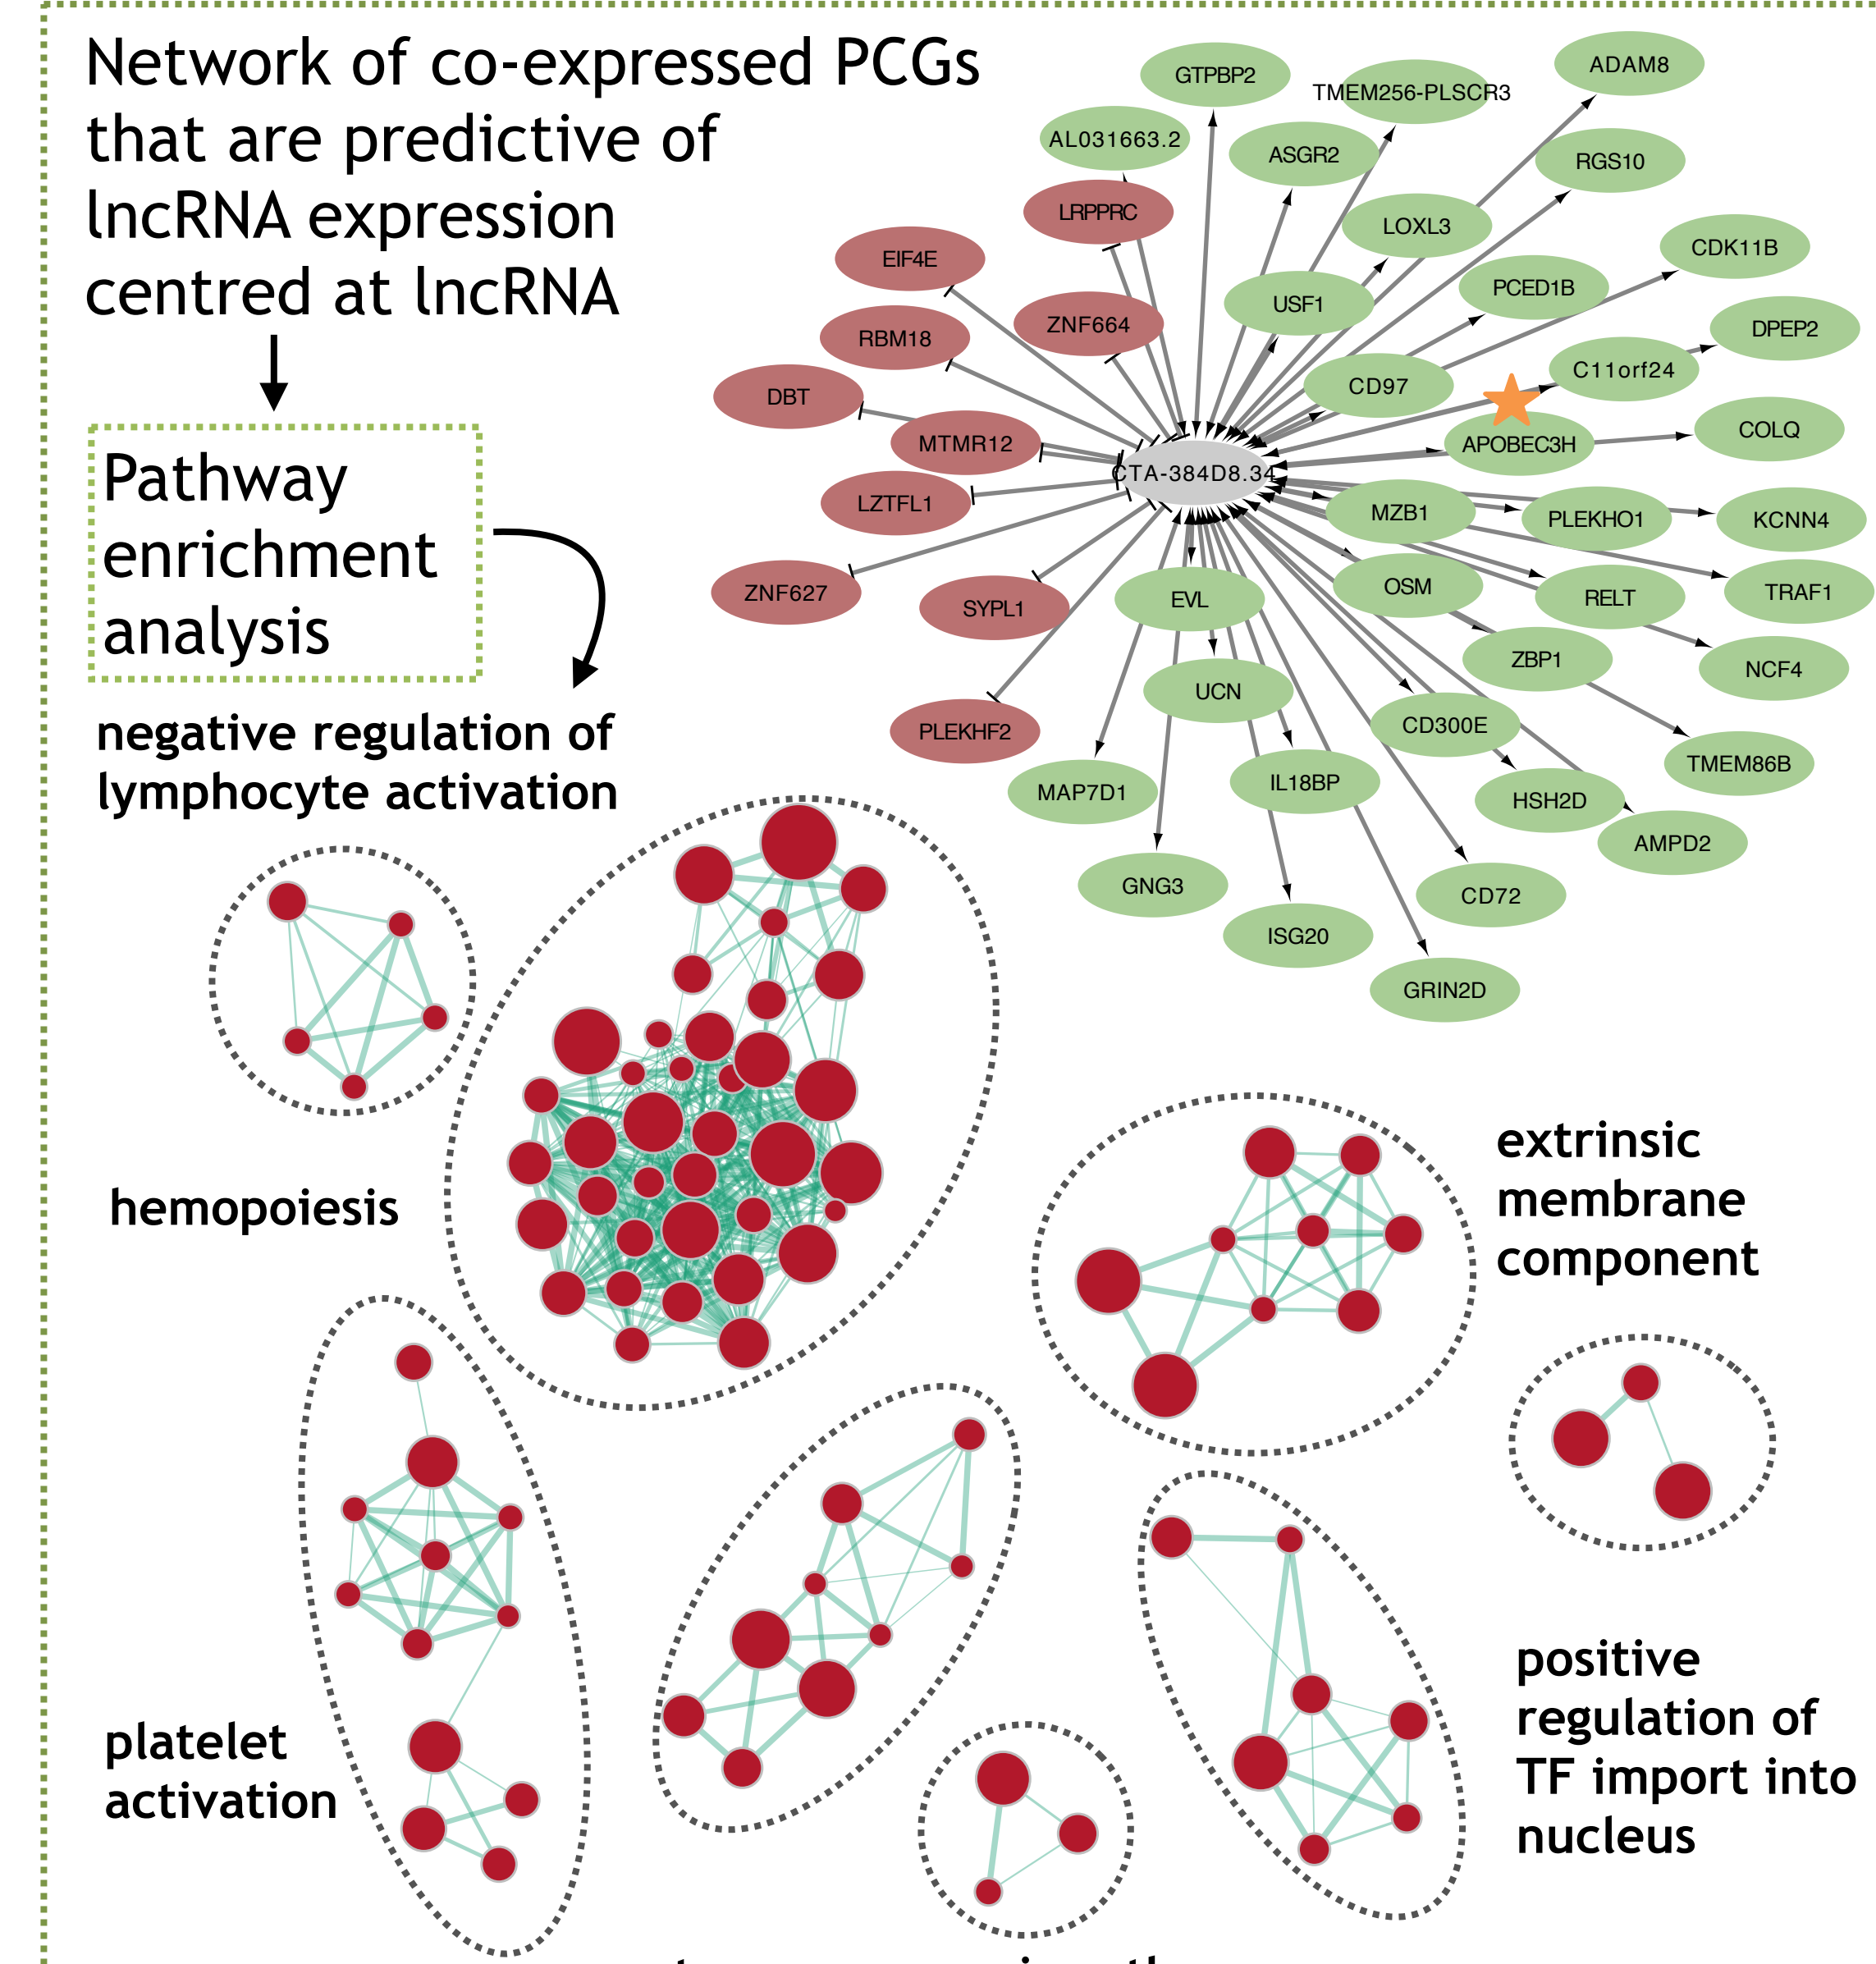 Network of co-expressed PCGs
that are predictive of
lncRNA expression
centred at lncRNA
Pathway
enrichment
analysis
GTPBP2
TMEM256-PLSCR3
ADAM8
AL031663.2
ASGR2
RGS10
LRPPRC
LOXL3
EIF4E
CDK11B
USF1
PCED1B
ZNF664
RBM18
DPEP2
C11orf24
CD97
DBT
MTMR12
APOBEC3H
COLQ
CTA-384D8.34
LZTFL1
MZB1
PLEKHO1
KCNN4
ZNF627
SYPL1
EVL
OSM
RELT
TRAF1
ZBP1
NCF4
UCN
PLEKHF2
CD300E
TMEM86B
MAP7D1
IL18BP
HSH2D
AMPD2
GNG3
CD72
ISG20
GRIN2D
negative regulation of
lymphocyte activation
hemopoiesis
extrinsic
membrane
component
platelet
activation
positive
regulation of
TF import into
nucleus